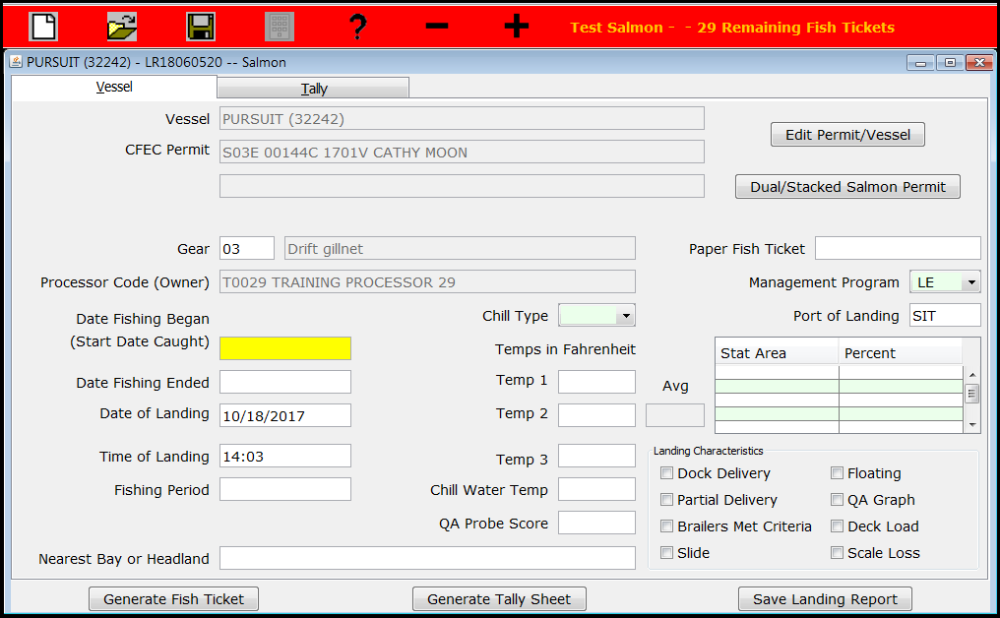 Test Salmon - - 29 Remaining Fish Tickets
PURSUIT (32242) - LR18060520 -- Salmon
Vessel Tally
Vessel PURSUIT (32242)
Edit Permit/Vessel
CFEC Permit S03E 00144C 1701V CATHY MOON
Dual/Stacked Salmon Permit
Gear 03 Drift gillnet Paper Fish Ticket
Processor Code (Owner) T0029 TRAINING PROCESSOR 29 Management Program LE
Date Fishing Began Chill Type Port of Landing SIT
(Start Date Caught) Temps in Fahrenheit Stat Area Percent
Date Fishing Ended Temp 1 Avg
Date of Landing 10/18/2017 Temp 2
Landing Characteristics
Time of Landing 14:03 Temp 3
Dock Delivery Floating
Fishing Period Chill Water Temp
Partial Delivery QA Graph
QA Probe Score
Brailers Met Criteria Deck Load
Nearest Bay or Headland
Slide Scale Loss
Generate Fish Ticket Generate Tally Sheet Save Landing Report